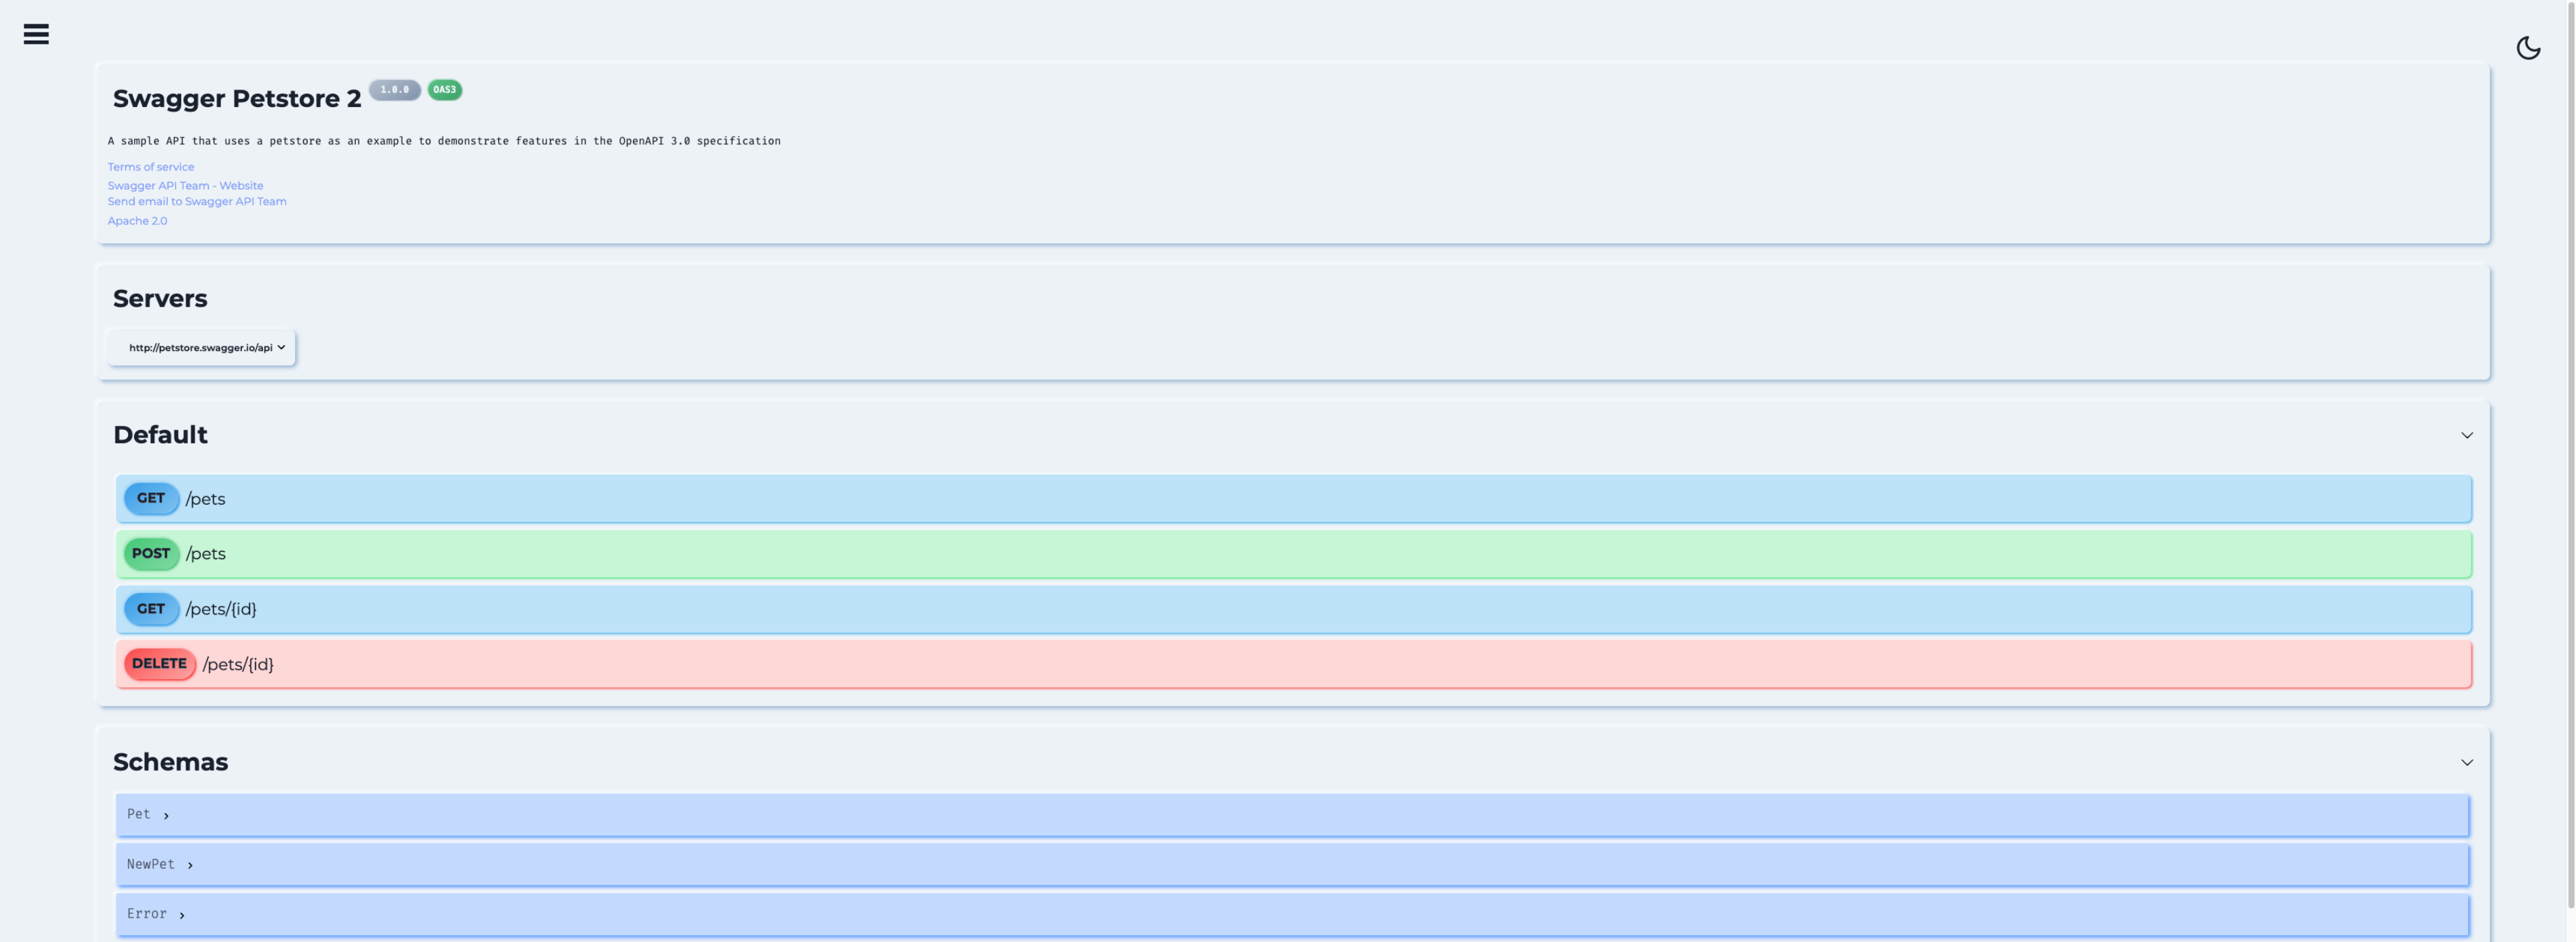 Swagger Petstore 2 1.0.0 OAS3
A sample API that uses a petstore as an example to demonstrate features in the OpenAPI 3.0 specification
Terms of service
Swagger API Team - Website
Send email to Swagger API Team
Apache 2.0
Servers
http://petstore.swagger.io/api
Default
GET /pets
POST /pets
GET /pets/{id}
DELETE /pets/{id}
Schemas
Pet
NewPet
Error